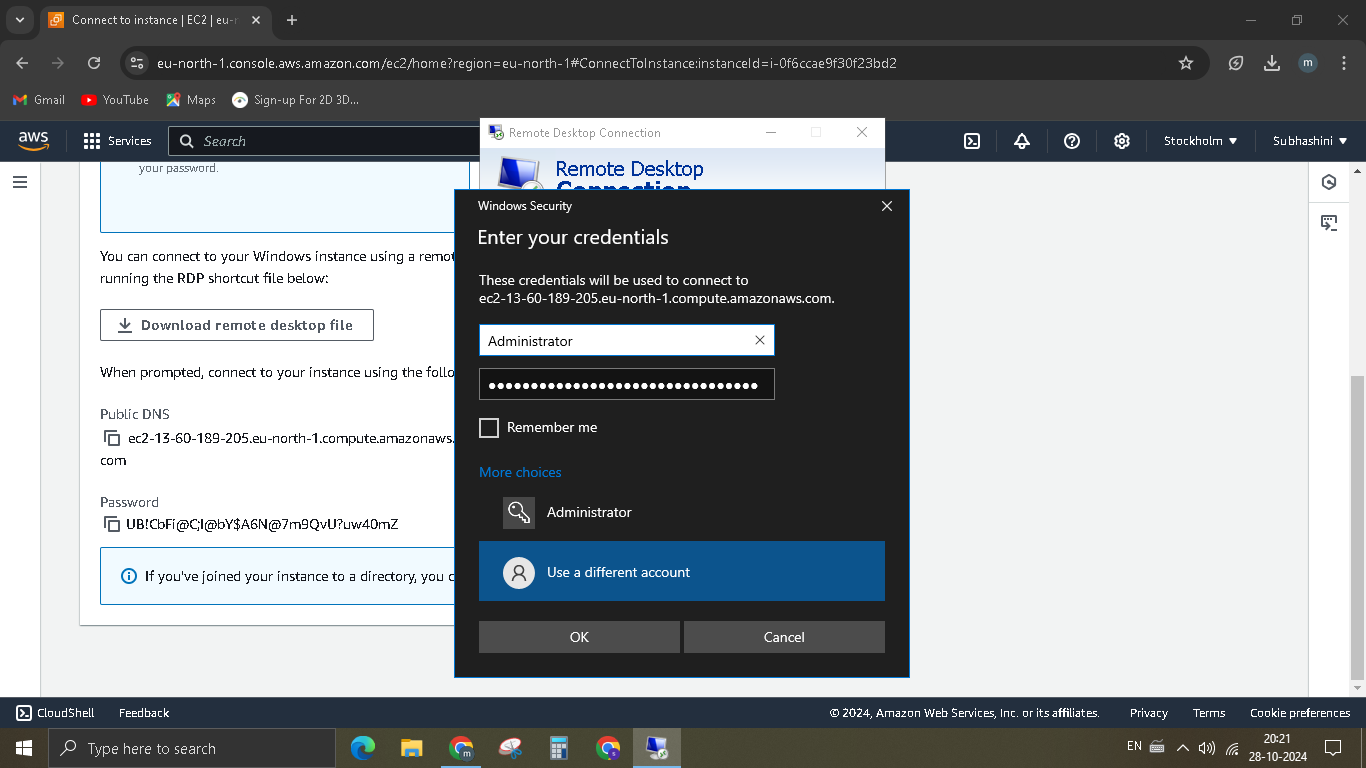 Connect to instance | EC2 | eu-n
eu-north-1.console.aws.amazon.com/ec2/home?region=eu-north-1#ConnectToInstance:instanceId=i-0f6ccae9f30f23bd2
m
Gmail
YouTube
Maps
Sign-up For 2D 3D...
aws
Services
Search
Stockholm
Subhashini
Remote Desktop Connection
Remote Desktop
Connection
your password.
You can connect to your Windows instance using a remot
running the RDP shortcut file below:
Download remote desktop file
When prompted, connect to your instance using the follo
Public DNS
ec2-13-60-189-205.eu-north-1.compute.amazonaws.
com
Password
UB!CbFi@C;I@bY$A6N@7m9QvU?uw40mZ
If you've joined your instance to a directory, you c
Windows Security
Enter your credentials
These credentials will be used to connect to
ec2-13-60-189-205.eu-north-1.compute.amazonaws.com.
Administrator
Remember me
More choices
Administrator
Use a different account
OK
Cancel
CloudShell
Feedback
© 2024, Amazon Web Services, Inc. or its affiliates.
Privacy
Terms
Cookie preferences
Type here to search
EN
20:21
28-10-2024